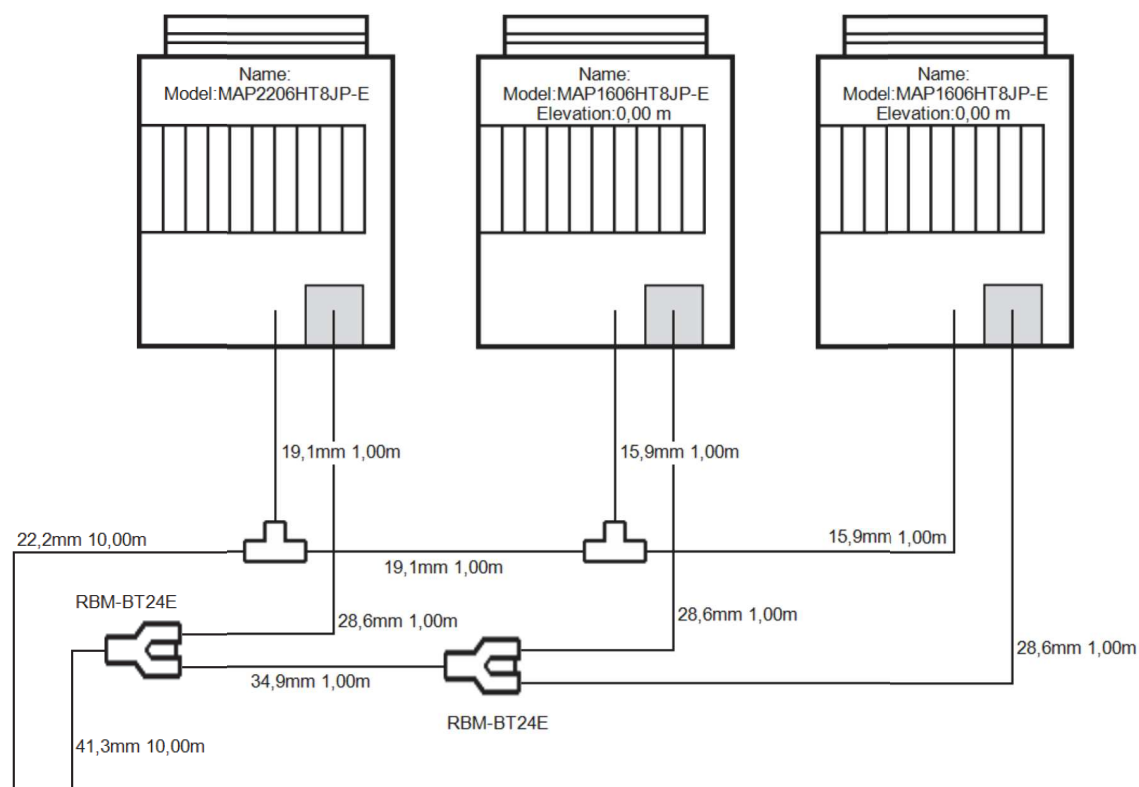 Name:
Model:MAP2206HT8JP-E
Name:
Model:MAP1606HT8JP-E
Elevation:0,00 m
Name:
Model:MAP1606HT8JP-E
Elevation:0,00 m
19,1mm 1,00m
15,9mm 1,00m
22,2mm 10,00m
19,1mm 1,00m
15,9mm 1,00m
RBM-BT24E
28,6mm 1,00m
28,6mm 1,00m
28,6mm 1,00m
34,9mm 1,00m
RBM-BT24E
41,3mm 10,00m